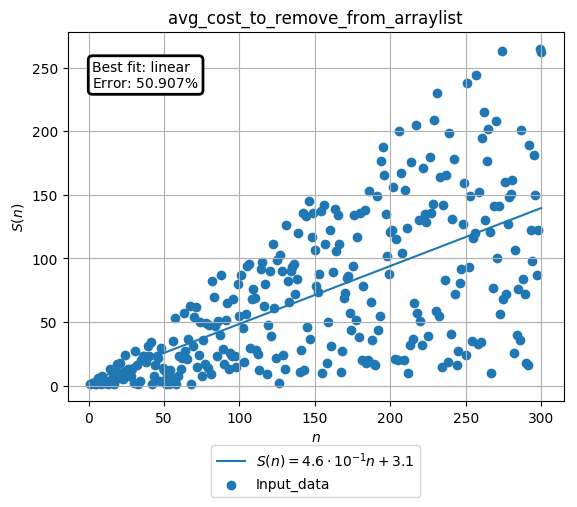 avg_cost_to_remove_from_arraylist
Best fit: linear
Error: 50.907%
S(n)
250
200
150
100
50
0
0 50 100 150 200 250 300
n
S(n) = 4.6 · 10⁻¹n + 3.1
Input_data